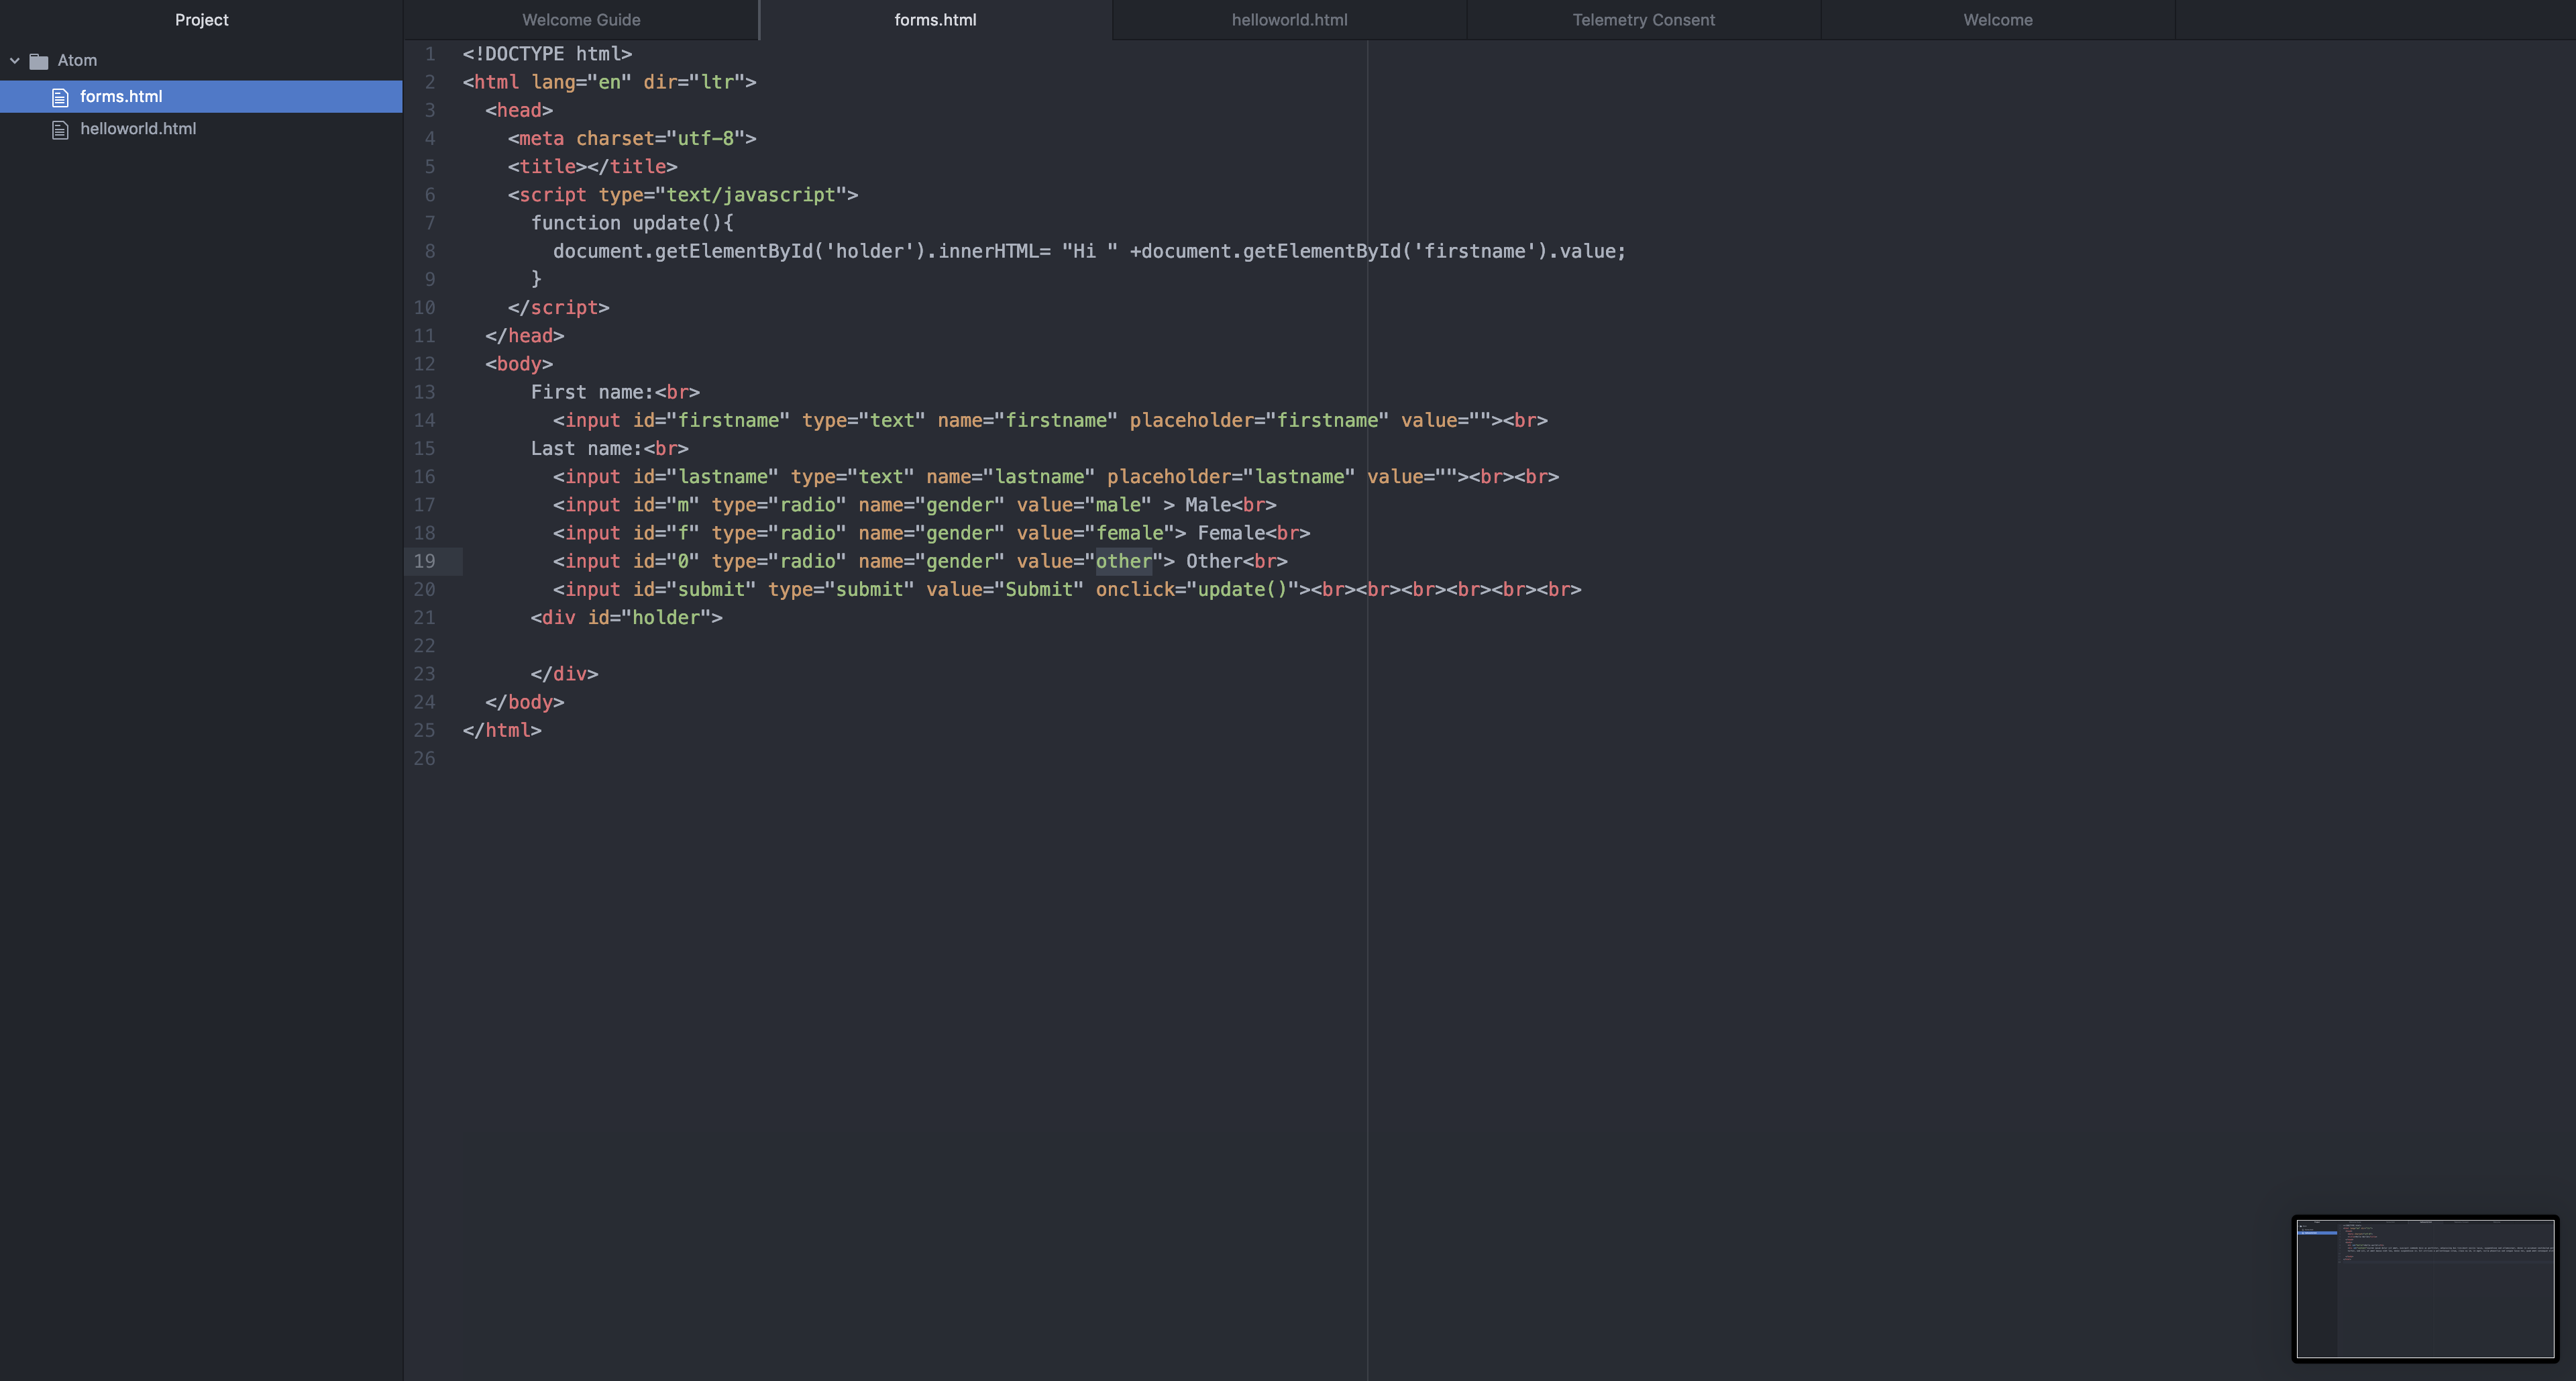 Project
Atom
forms.html
helloworld.html
Welcome Guide
forms.html
helloworld.html
Telemetry Consent
Welcome
1 <!DOCTYPE html>
2 <html lang="en" dir="ltr">
3 <head>
4 <meta charset="utf-8">
5 <title></title>
6 <script type="text/javascript">
7 function update(){
8 document.getElementById('holder').innerHTML= "Hi " +document.getElementById('firstname').value;
9 }
10 </script>
11 </head>
12 <body>
13 First name:<br>
14 <input id="firstname" type="text" name="firstname" placeholder="firstname" value=""><br>
15 Last name:<br>
16 <input id="lastname" type="text" name="lastname" placeholder="lastname" value=""><br><br>
17 <input id="m" type="radio" name="gender" value="male" > Male<br>
18 <input id="f" type="radio" name="gender" value="female"> Female<br>
19 <input id="0" type="radio" name="gender" value="other"> Other<br>
20 <input id="submit" type="submit" value="Submit" onclick="update()"><br><br><br><br><br><br>
21 <div id="holder">
22
23 </div>
24 </body>
25 </html>
26